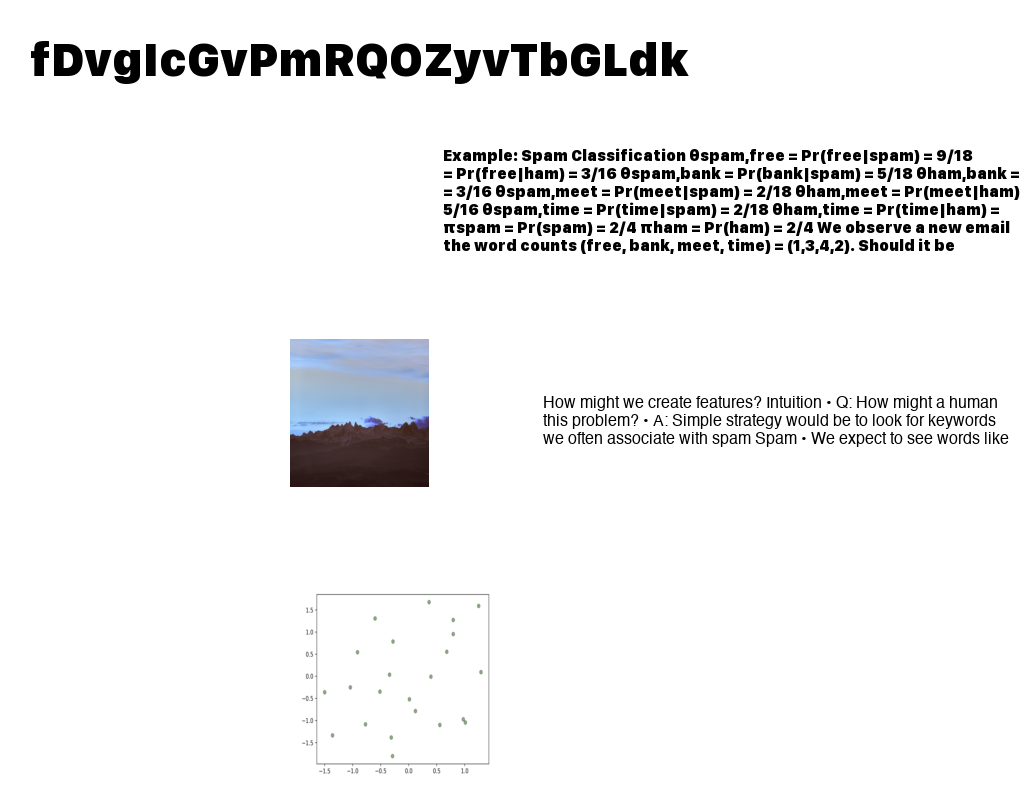 fDvgIcGvPmRQOZyvTbGLdk
Example: Spam Classification θspam,free = Pr(free|spam) = 9/18
= Pr(free|ham) = 3/16 θspam,bank = Pr(bank|spam) = 5/18 θham,bank =
= 3/16 θspam,meet = Pr(meet|spam) = 2/18 θham,meet = Pr(meet|ham)
5/16 θspam,time = Pr(time|spam) = 2/18 θham,time = Pr(time|ham) =
πspam = Pr(spam) = 2/4 πham = Pr(ham) = 2/4 We observe a new email
the word counts (free, bank, meet, time) = (1,3,4,2). Should it be
How might we create features? Intuition • Q: How might a human
this problem? • A: Simple strategy would be to look for keywords
we often associate with spam Spam • We expect to see words like
1.5
1.0
0.5
0.0
−0.5
−1.0
−1.5
−1.5 −1.0 −0.5 0.0 0.5 1.0